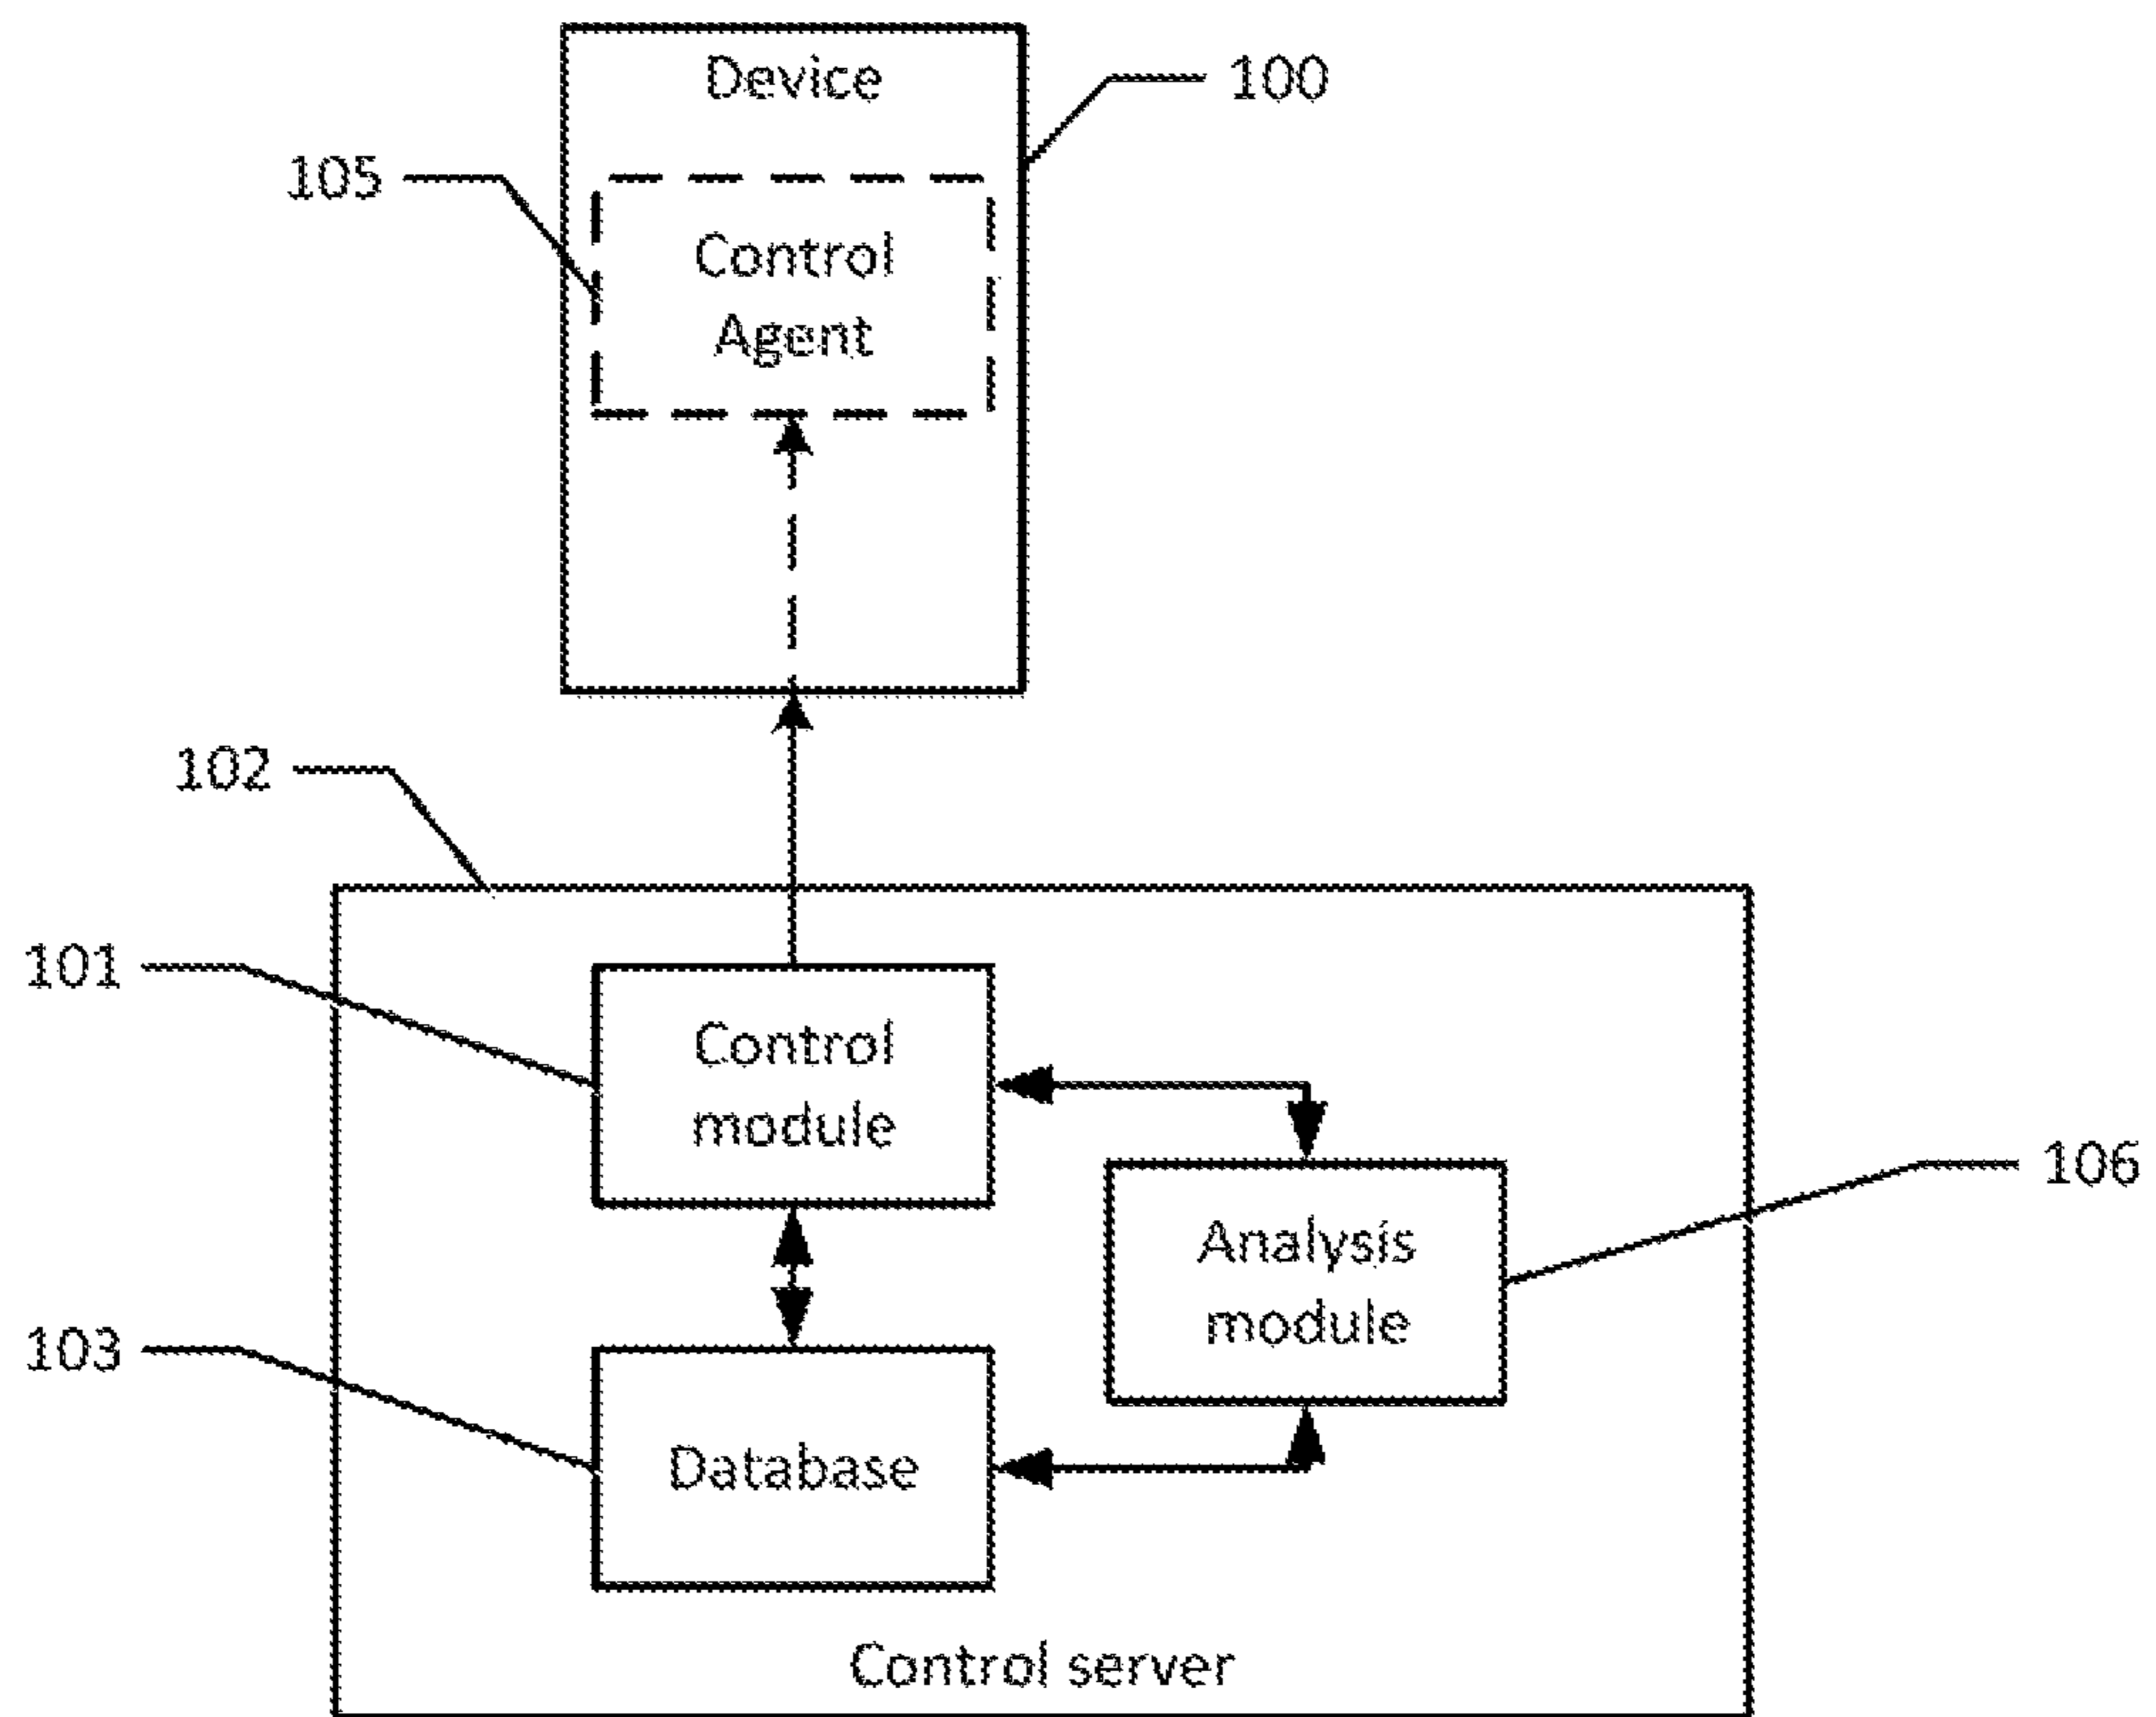 Device
100
105
Control
Agent
102
101
Control
module
106
Analysis
module
103
Database
Control server